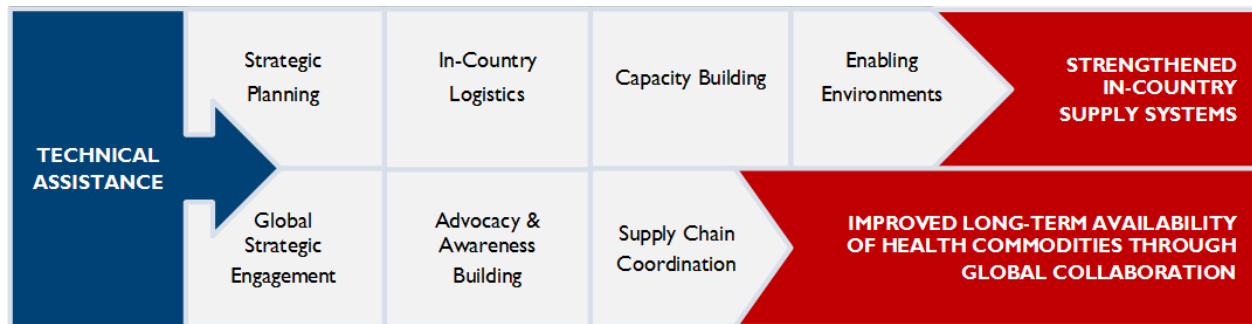 TECHNICAL
ASSISTANCE
Strategic
Planning
In-Country
Logistics
Capacity Building
Enabling
Environments
STRENGTHENED
IN-COUNTRY
SUPPLY SYSTEMS
Global
Strategic
Engagement
Advocacy &
Awareness
Building
Supply Chain
Coordination
IMPROVED LONG-TERM AVAILABILITY
OF HEALTH COMMODITIES THROUGH
GLOBAL COLLABORATION